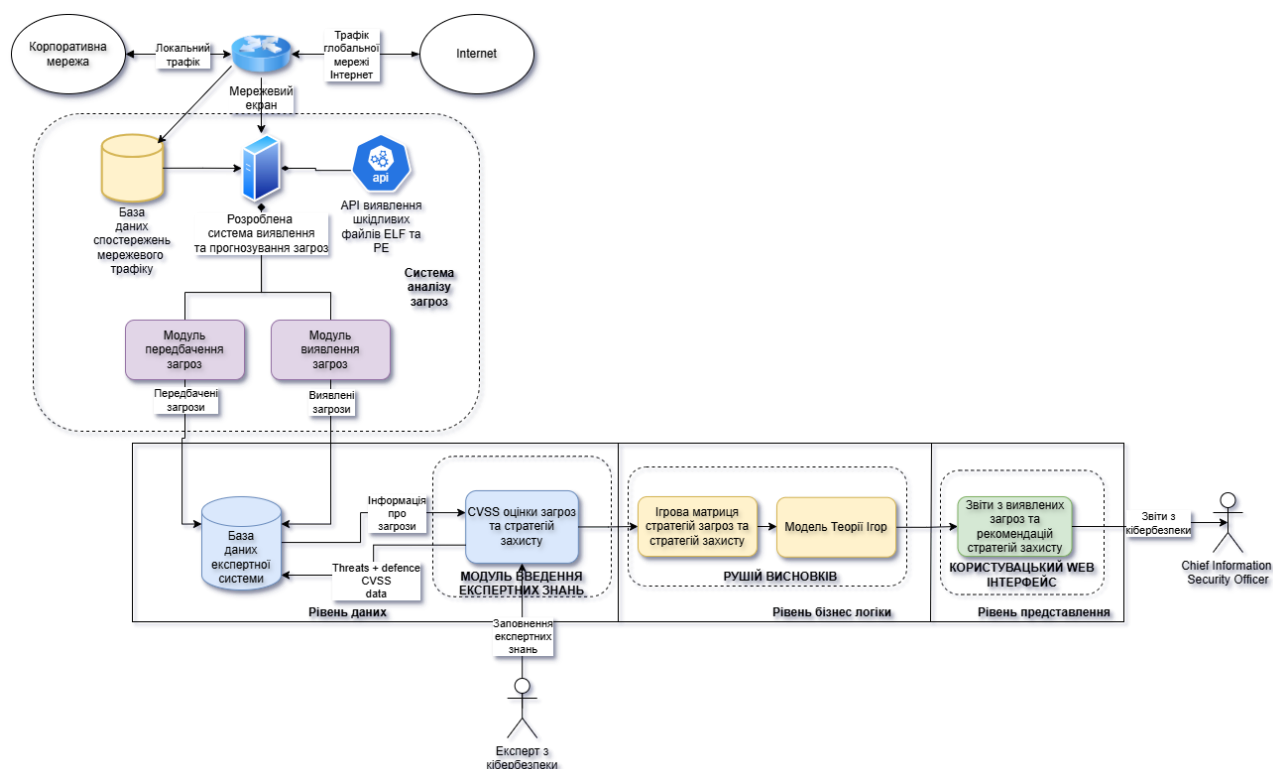 Корпоративна
мережа
Локальний
трафік
Трафік
глобальної
мережі
Інтернет
Internet
Мережевий
екран
База
даних
спостережень
мережевого
трафіку
Розроблена
система виявлення
та прогнозування загроз
api
API виявлення
шкідливих
файлів ELF та
PE
Система
аналізу
загроз
Модуль
передбачення
загроз
Модуль
виявлення
загроз
Передбачені
загрози
Виявлені
загрози
База
даних
експертної
системи
Інформація
про
загрози
Threats + defence
CVSS
data
CVSS оцінки загроз
та стратегій
захисту
МОДУЛЬ ВВЕДЕННЯ
ЕКСПЕРТНИХ ЗНАНЬ
Рівень даних
Ігрова матриця
стратегій загроз та
стратегій захисту
Модель Теорії Ігор
РУШІЙ ВИСНОВКІВ
Рівень бізнес логіки
Звіти з виявлених
загроз та
рекомендацій
стратегій захисту
КОРИСТУВАЦЬКИЙ WEB
ІНТЕРФЕЙС
Рівень представлення
Звіти з
кібербезпеки
Chief Information
Security Officer
Заповнення
експертних
знань
Експерт з
кібербезпеки